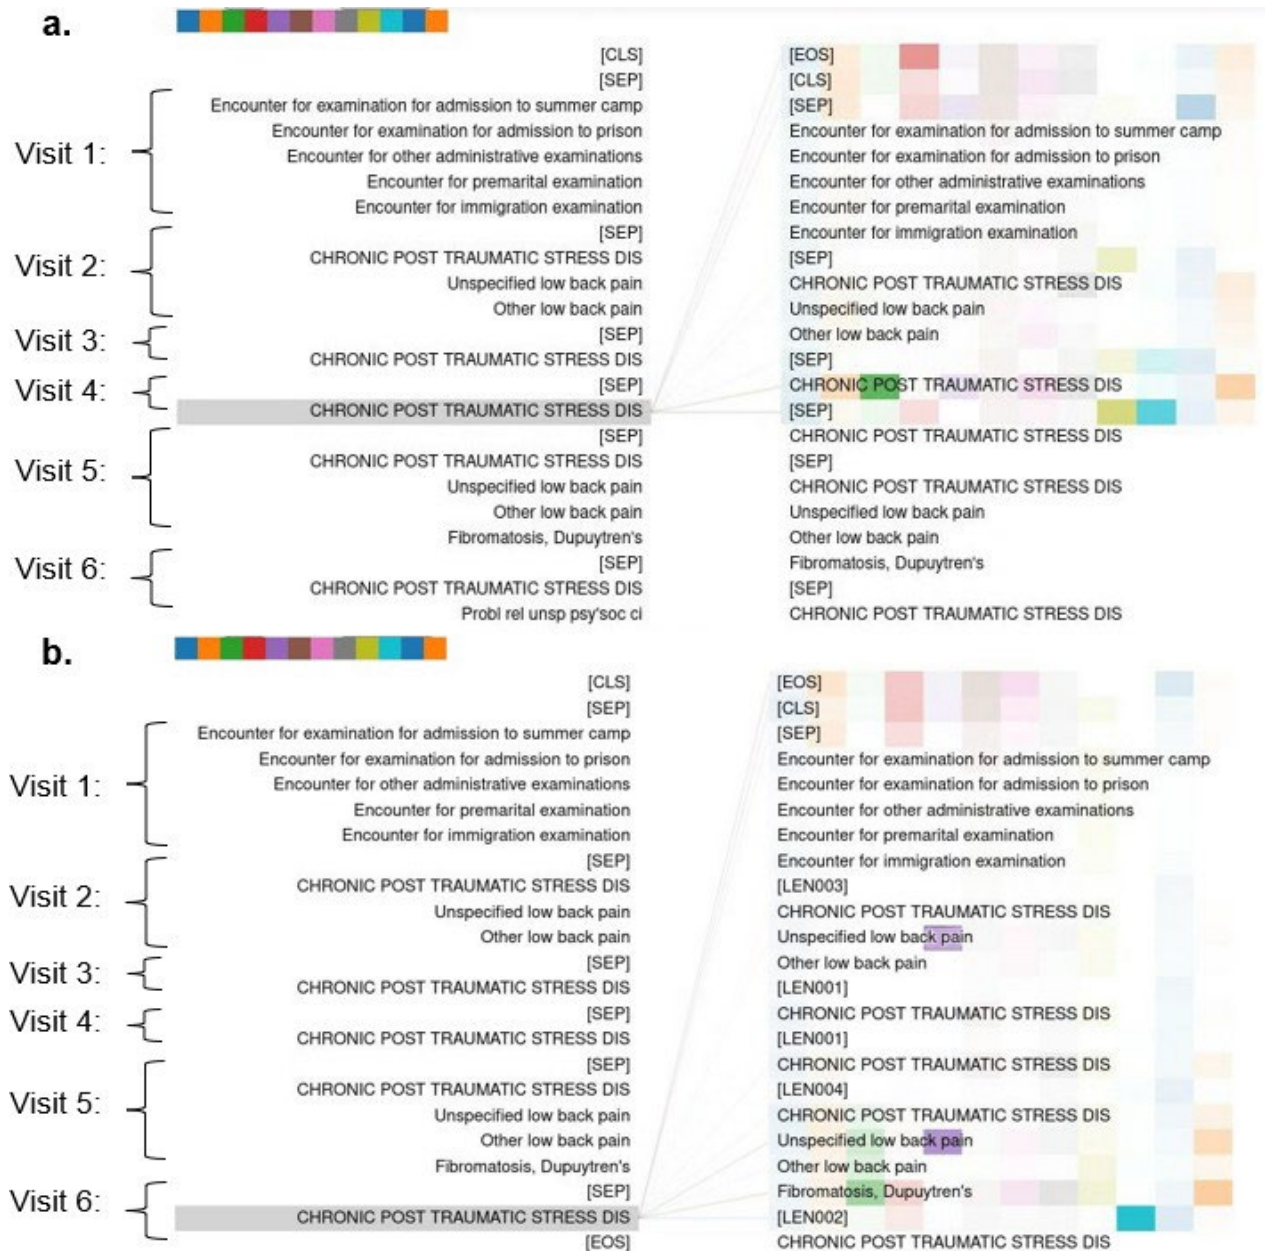 a.
[CLS] [EOS]
[SEP] [CLS]
Encounter for examination for admission to summer camp [SEP]
Encounter for examination for admission to prison Encounter for examination for admission to summer camp
Visit 1: Encounter for other administrative examinations Encounter for examination for admission to prison
Encounter for premarital examination Encounter for other administrative examinations
Encounter for immigration examination Encounter for premarital examination
[SEP] Encounter for immigration examination
Visit 2: CHRONIC POST TRAUMATIC STRESS DIS [SEP]
Unspecified low back pain CHRONIC POST TRAUMATIC STRESS DIS
Other low back pain Unspecified low back pain
Visit 3: [SEP] Other low back pain
CHRONIC POST TRAUMATIC STRESS DIS [SEP]
Visit 4: [SEP] CHRONIC POST TRAUMATIC STRESS DIS
CHRONIC POST TRAUMATIC STRESS DIS [SEP]
[SEP] CHRONIC POST TRAUMATIC STRESS DIS
Visit 5: CHRONIC POST TRAUMATIC STRESS DIS [SEP]
Unspecified low back pain CHRONIC POST TRAUMATIC STRESS DIS
Other low back pain Unspecified low back pain
Fibromatosis, Dupuytren's Other low back pain
Visit 6: [SEP] Fibromatosis, Dupuytren's
CHRONIC POST TRAUMATIC STRESS DIS [SEP]
Probl rel unsp psy'soc ci CHRONIC POST TRAUMATIC STRESS DIS
b.
[CLS] [EOS]
[SEP] [CLS]
Encounter for examination for admission to summer camp [SEP]
Encounter for examination for admission to prison Encounter for examination for admission to summer camp
Visit 1: Encounter for other administrative examinations Encounter for examination for admission to prison
Encounter for premarital examination Encounter for other administrative examinations
Encounter for immigration examination Encounter for premarital examination
[SEP] Encounter for immigration examination
Visit 2: CHRONIC POST TRAUMATIC STRESS DIS [LEN003]
Unspecified low back pain CHRONIC POST TRAUMATIC STRESS DIS
Other low back pain Unspecified low back pain
Visit 3: [SEP] Other low back pain
CHRONIC POST TRAUMATIC STRESS DIS [LEN001]
Visit 4: [SEP] CHRONIC POST TRAUMATIC STRESS DIS
CHRONIC POST TRAUMATIC STRESS DIS [LEN001]
[SEP] CHRONIC POST TRAUMATIC STRESS DIS
Visit 5: CHRONIC POST TRAUMATIC STRESS DIS [LEN004]
Unspecified low back pain CHRONIC POST TRAUMATIC STRESS DIS
Other low back pain Unspecified low back pain
Fibromatosis, Dupuytren's Other low back pain
Visit 6: [SEP] Fibromatosis, Dupuytren's
CHRONIC POST TRAUMATIC STRESS DIS [LEN002]
[EOS] CHRONIC POST TRAUMATIC STRESS DIS